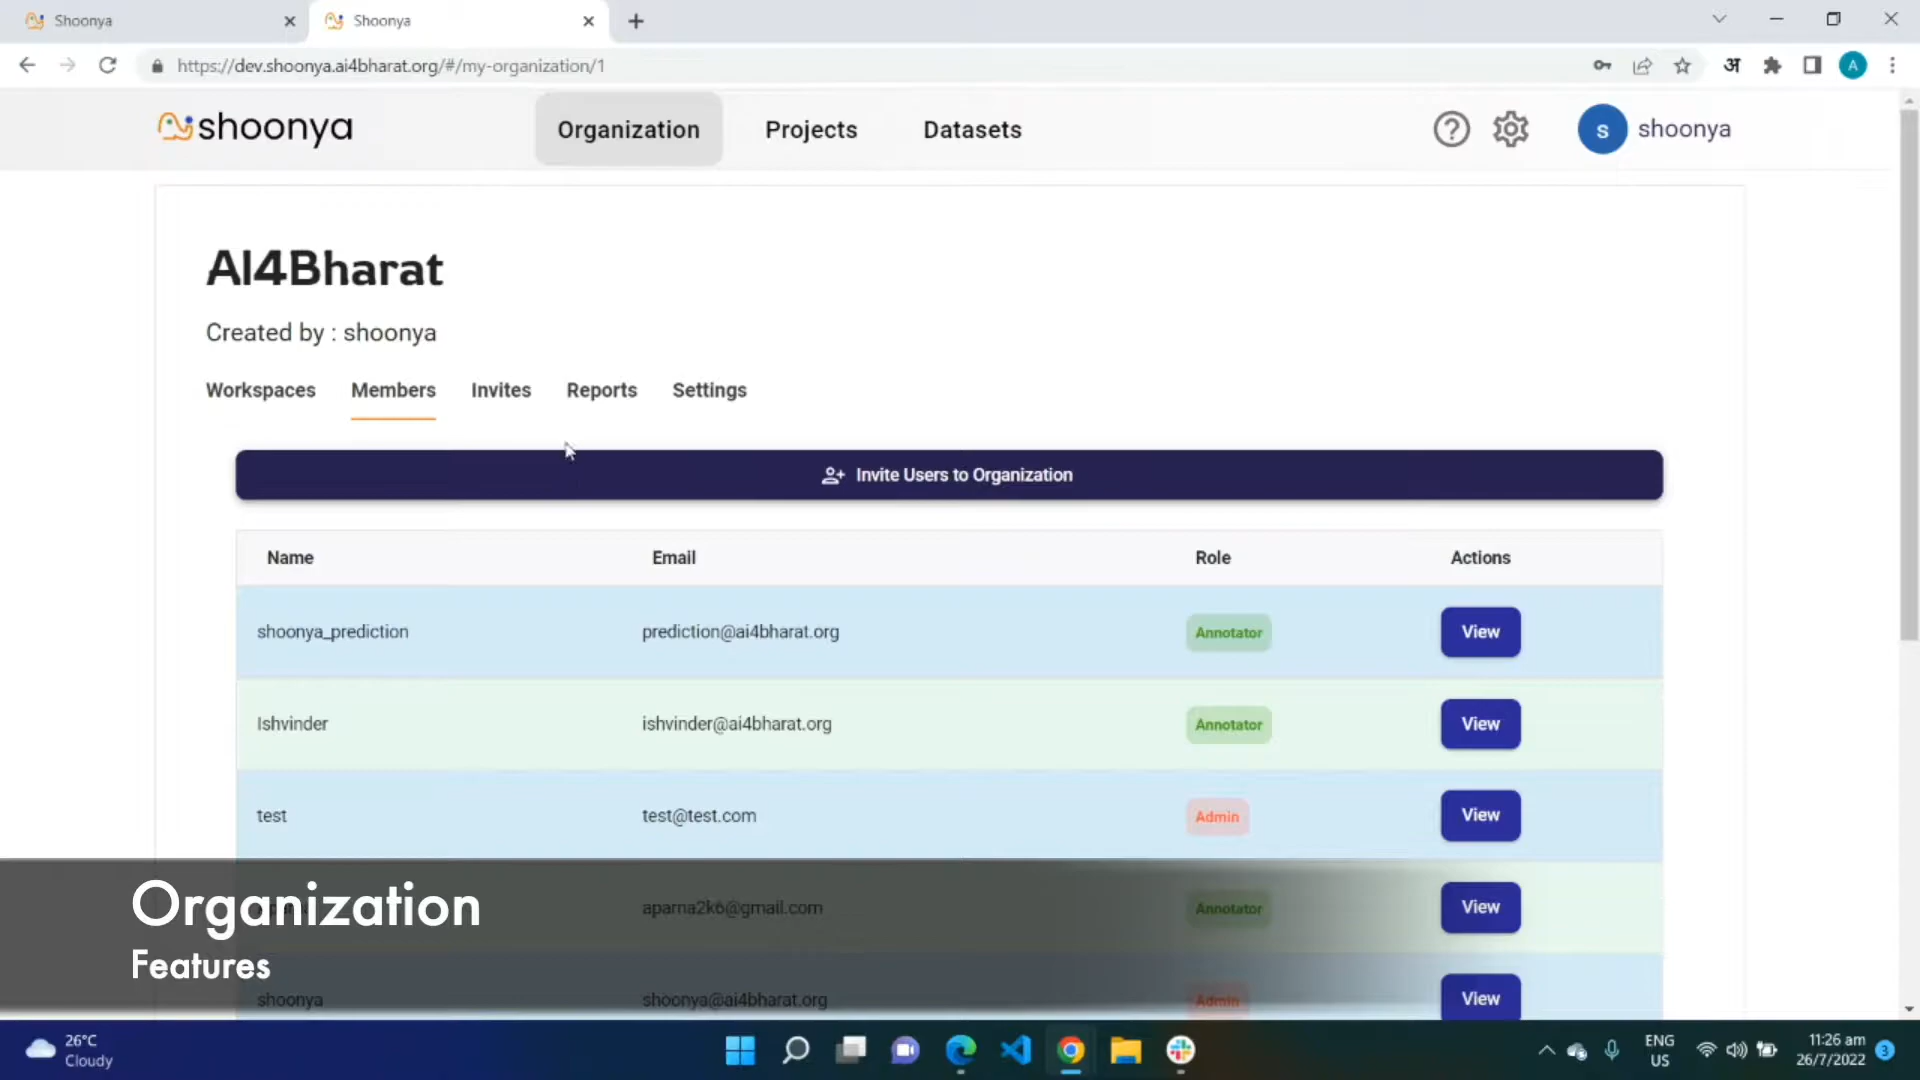 Shoonya
Shoonya
https://dev.shoonya.ai4bharat.org/#/my-organization/1
अ
A
shoonya
Organization
Projects
Datasets
s
shoonya
AI4Bharat
Created by : shoonya
Workspaces
Members
Invites
Reports
Settings
Invite Users to Organization
Name
Email
Role
Actions
shoonya_prediction
prediction@ai4bharat.org
Annotator
View
Ishvinder
ishvinder@ai4bharat.org
Annotator
View
test
test@test.com
Admin
View
aparna2k6@gmail.com
Annotator
View
shoonya
shoonya@ai4bharat.org
Admin
View
Organization
Features
26°C
Cloudy
ENG
US
11:26 am
26/7/2022
3